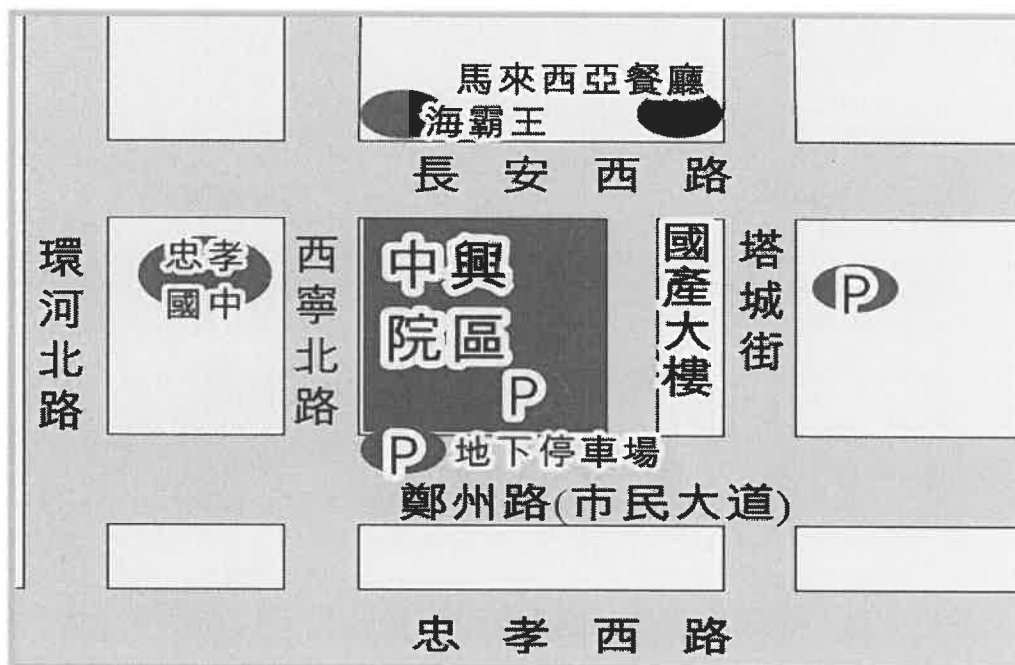 馬來西亞餐廳
海霸王
長安西路
環河北路
忠孝
國中
西寧北路
中興
院區
P
國產大樓
塔城街
P
P 地下停車場
鄭州路(市民大道)
忠孝西路